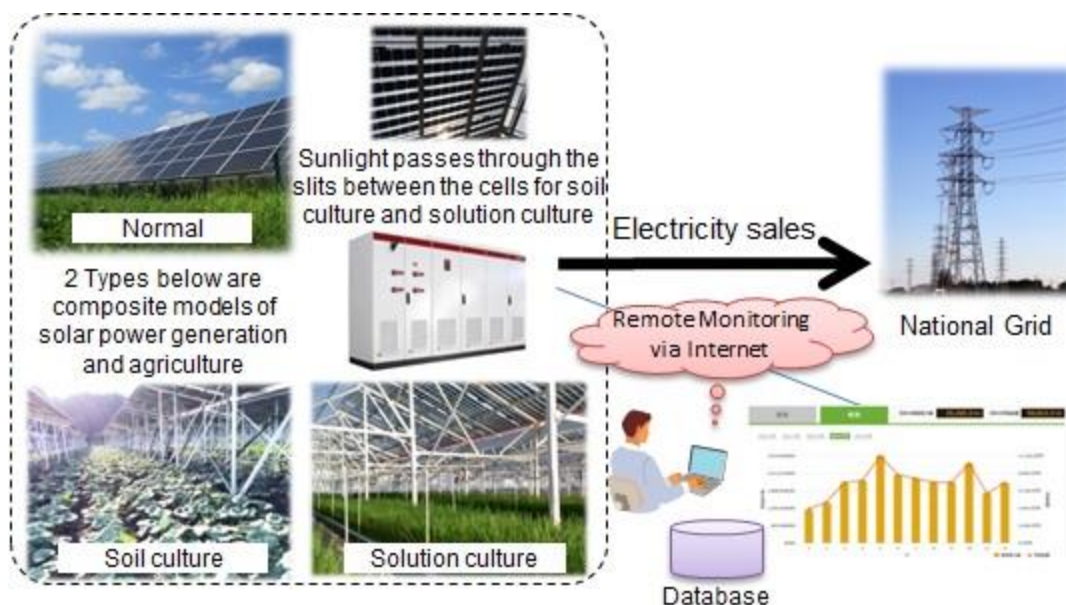 Sunlight passes through the
slits between the cells for soil
culture and solution culture
Normal
2 Types below are
composite models of
solar power generation
and agriculture
Soil culture
Solution culture
Electricity sales
National Grid
Remote Monitoring
via Internet
Database